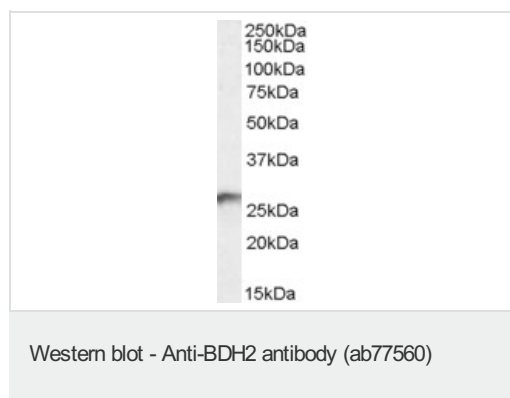 250kDa
150kDa
100kDa
75kDa
50kDa
37kDa
25kDa
20kDa
15kDa
Western blot - Anti-BDH2 antibody (ab77560)